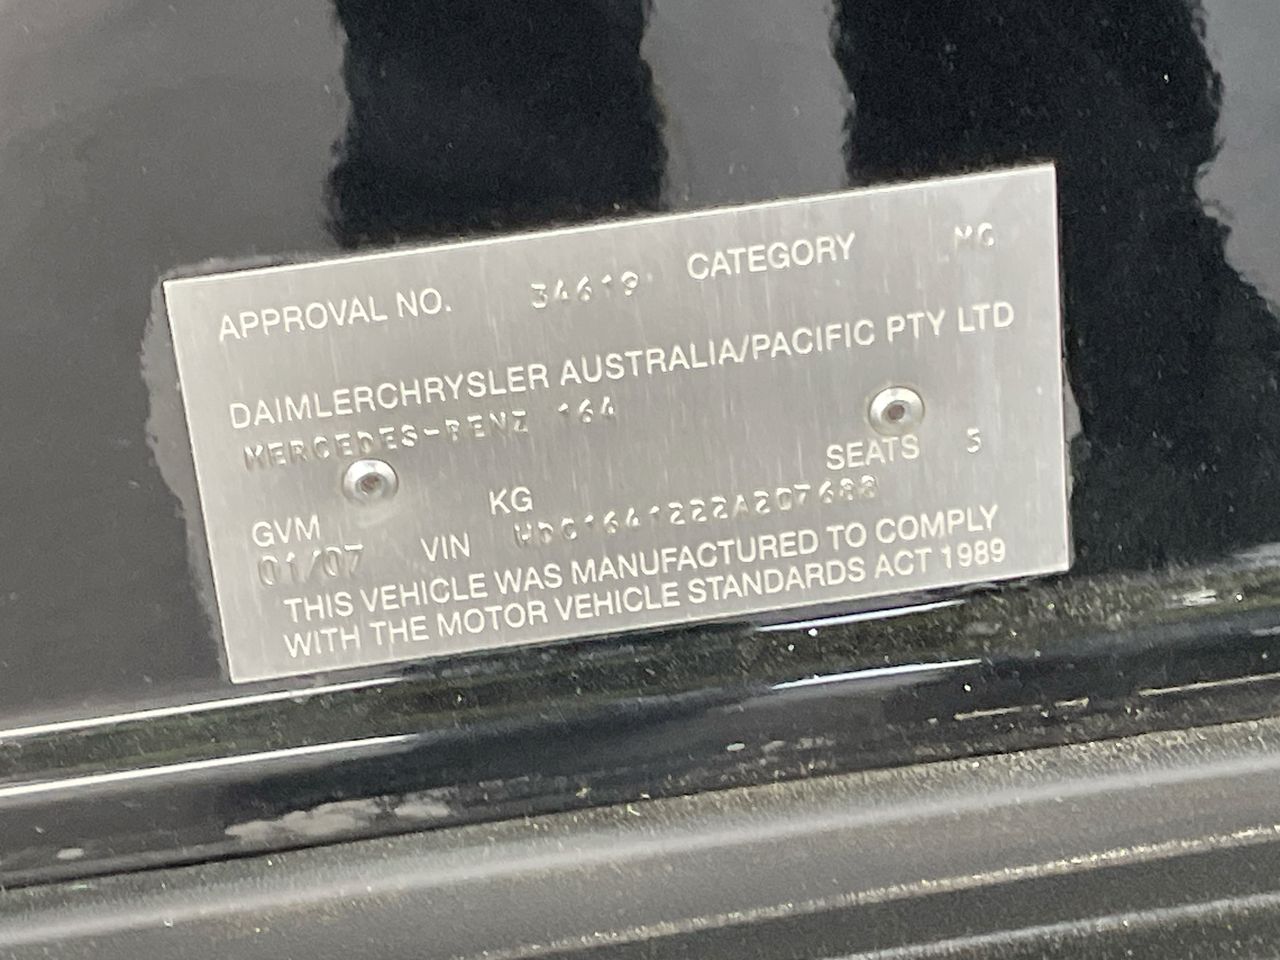 APPROVAL NO. 34619 CATEGORY MC
DAIMLERCHRYSLER AUSTRALIA/PACIFIC PTY LTD
MERCEDES-BENZ 164
SEATS 5
GVM KG
01/07 VIN WDC1641222A207688
THIS VEHICLE WAS MANUFACTURED TO COMPLY
WITH THE MOTOR VEHICLE STANDARDS ACT 1989